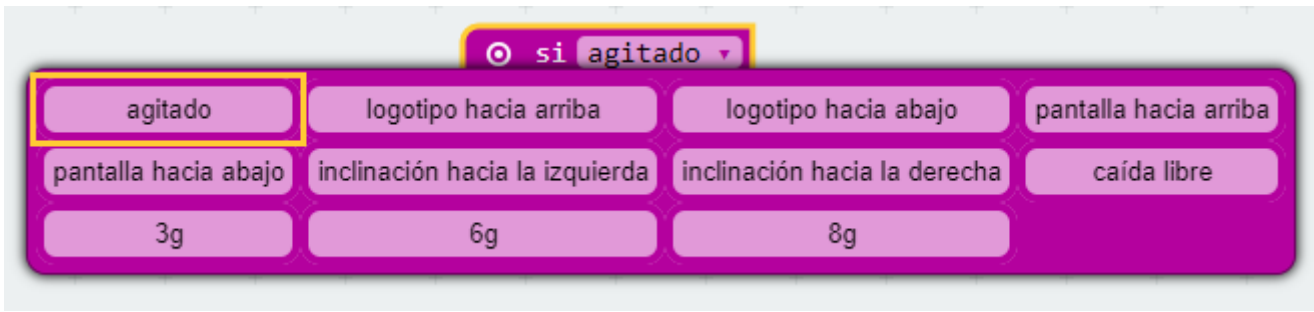 si agitado
agitado logotipo hacia arriba logotipo hacia abajo pantalla hacia arriba
pantalla hacia abajo inclinación hacia la izquierda inclinación hacia la derecha caída libre
3g 6g 8g